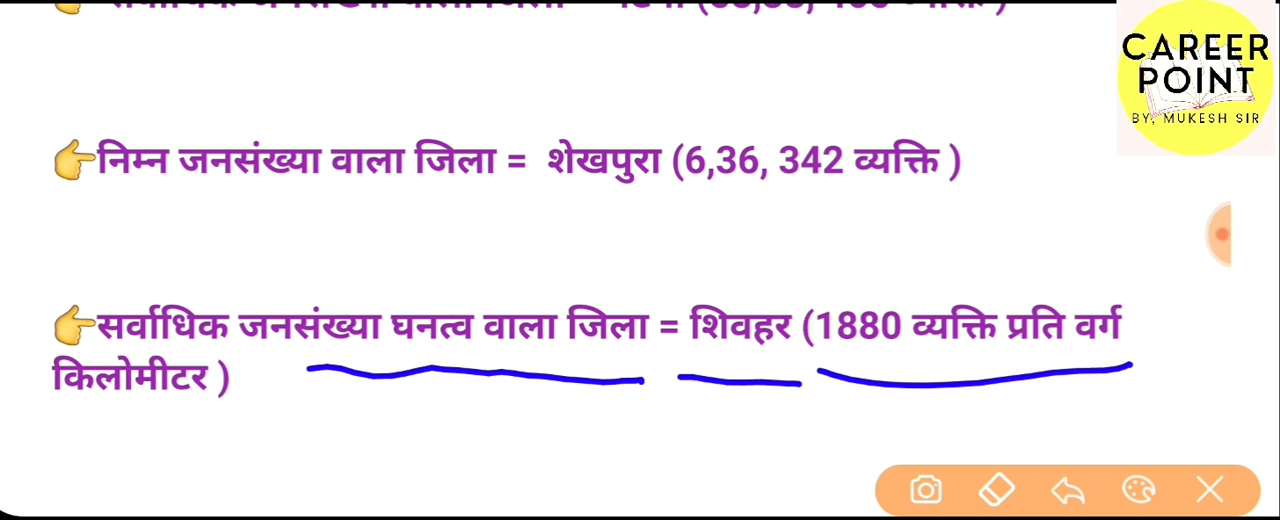 CAREER
POINT
BY, MUKESH SIR
👉निम्न जनसंख्या वाला जिला = शेखपुरा (6,36, 342 व्यक्ति )
👉सर्वाधिक जनसंख्या घनत्व वाला जिला = शिवहर (1880 व्यक्ति प्रति वर्ग
किलोमीटर )